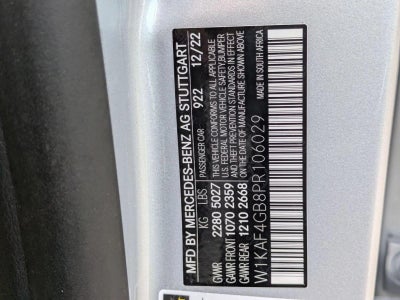 MFD BY MERCEDES-BENZ AG STUTTGART
PASSENGER CAR 922 12/22
THIS VEHICLE CONFORMS TO ALL APPLICABLE
U.S. FEDERAL MOTOR VEHICLE SAFETY BUMPER
AND THEFT PREVENTION STANDARDS IN EFFECT
ON THE DATE OF MANUFACTURE SHOWN ABOVE
KG LBS
GVWR 2280 5027
GAWR FRONT 1070 2359
GAWR REAR 1210 2668
MADE IN SOUTH AFRICA
W1KAF4GB8PR106029